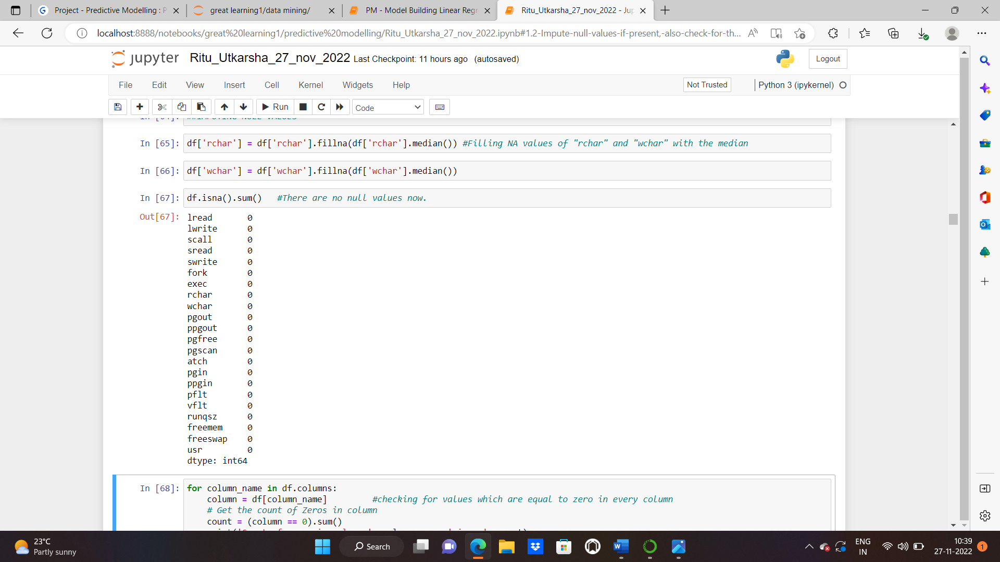 Project - Predictive Modelling : P
great learning1/data mining/
PM - Model Building Linear Regr
Ritu_Utkarsha_27_nov_2022 - Jup
localhost:8888/notebooks/great%20learning1/predictive%20modelling/Ritu_Utkarsha_27_nov_2022.ipynb#1.2-Impute-null-values-if-present,-also-check-for-th...
jupyter Ritu_Utkarsha_27_nov_2022 Last Checkpoint: 11 hours ago (autosaved)
Logout
File Edit View Insert Cell Kernel Widgets Help
Not Trusted
Python 3 (ipykernel)
Run
Code
In [65]: df['rchar'] = df['rchar'].fillna(df['rchar'].median()) #Filling NA values of "rchar" and "wchar" with the median
In [66]: df['wchar'] = df['wchar'].fillna(df['wchar'].median())
In [67]: df.isna().sum() #There are no null values now.
Out[67]: lread 0
lwrite 0
scall 0
sread 0
swrite 0
fork 0
exec 0
rchar 0
wchar 0
pgout 0
ppgout 0
pgfree 0
pgscan 0
atch 0
pgin 0
ppgin 0
pflt 0
vflt 0
runqsz 0
freemem 0
freeswap 0
usr 0
dtype: int64
In [68]: for column_name in df.columns:
column = df[column_name] #checking for values which are equal to zero in every column
# Get the count of Zeros in column
count = (column == 0).sum()
23°C
Partly sunny
Search
ENG
IN
10:39
27-11-2022
1